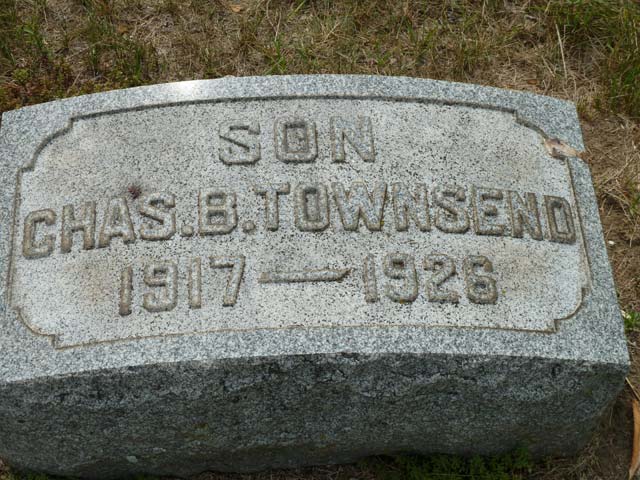 SON
CHAS. B. TOWNSEND
1917 — 1926